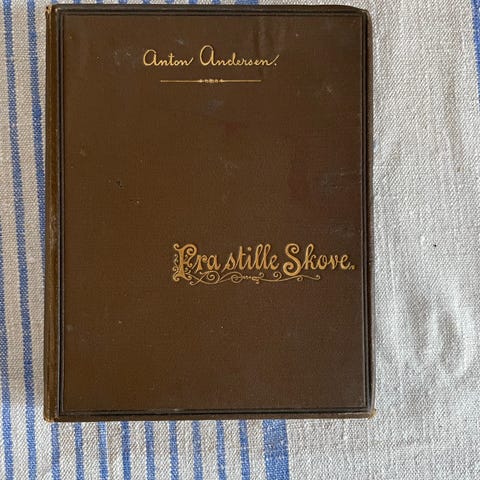 Anton Andersen.
Fra stille Skove.